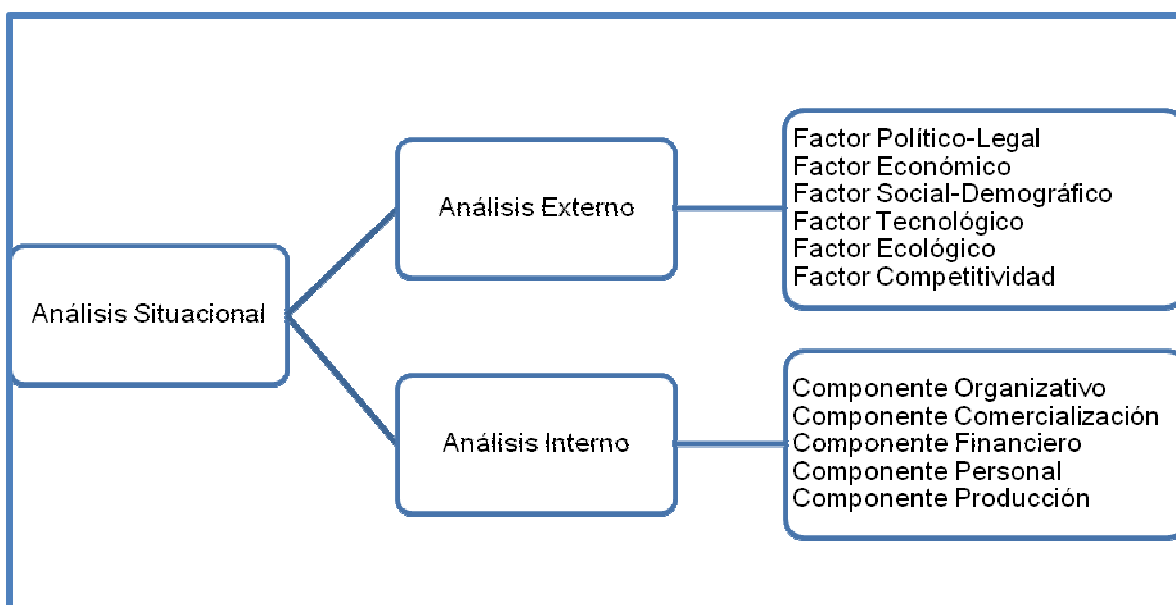 Análisis Situacional
Análisis Externo
Factor Político-Legal
Factor Económico
Factor Social-Demográfico
Factor Tecnológico
Factor Ecológico
Factor Competitividad
Análisis Interno
Componente Organizativo
Componente Comercialización
Componente Financiero
Componente Personal
Componente Producción